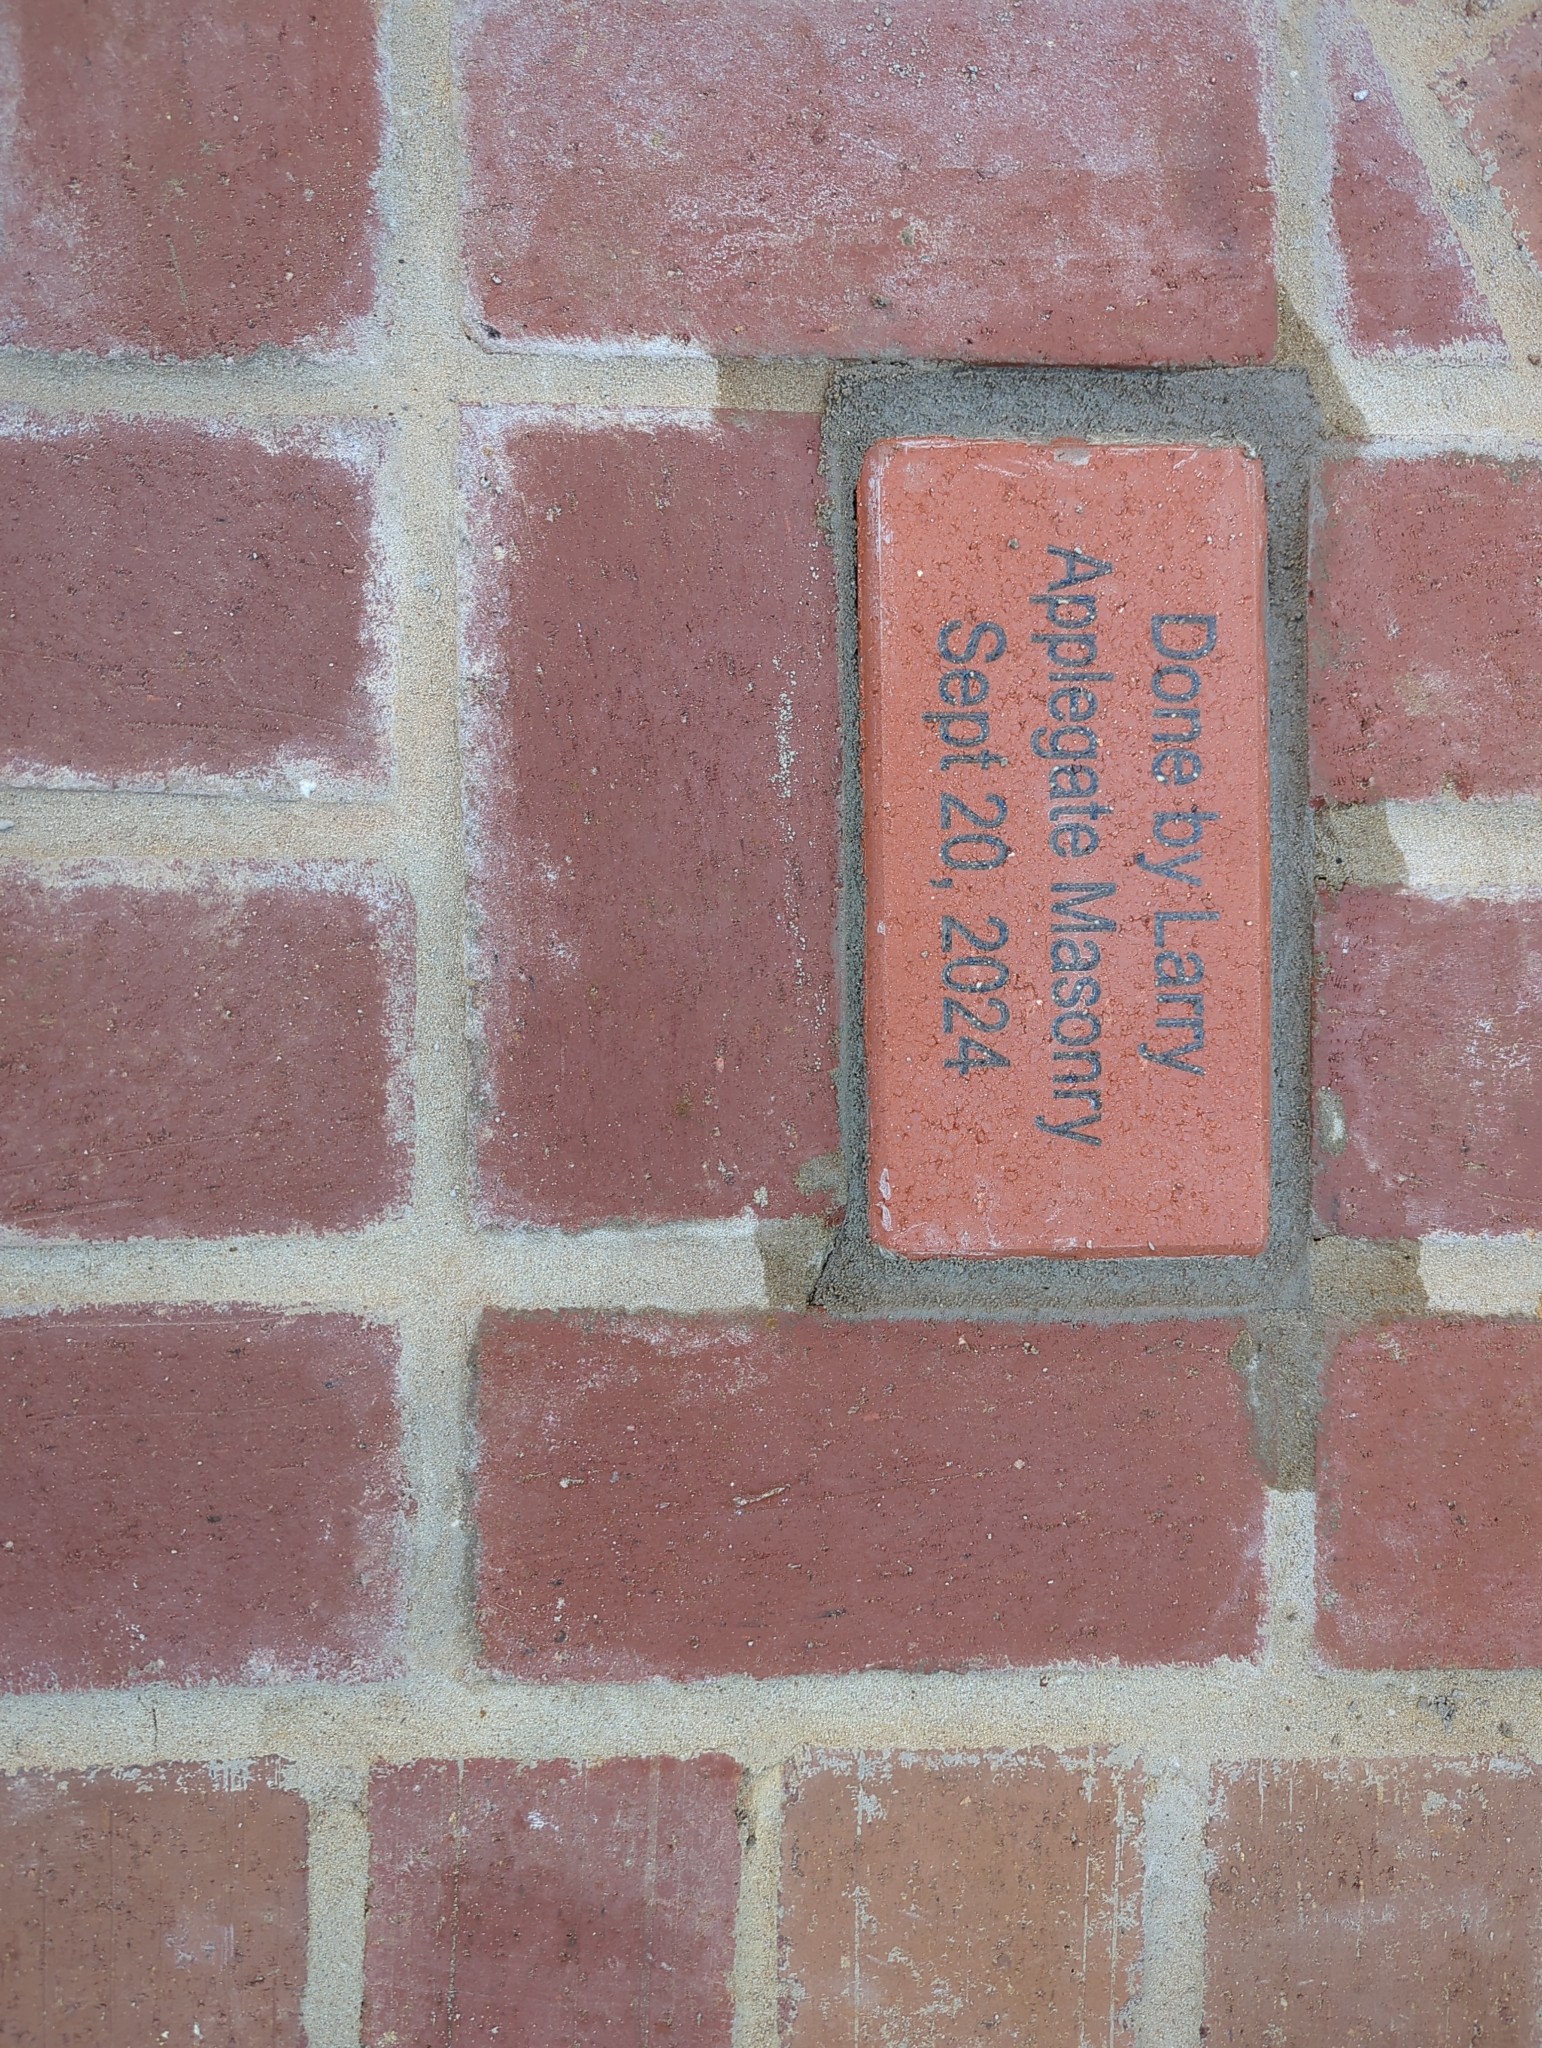 Done by Larry
Applegate Masonry
Sept 20, 2024